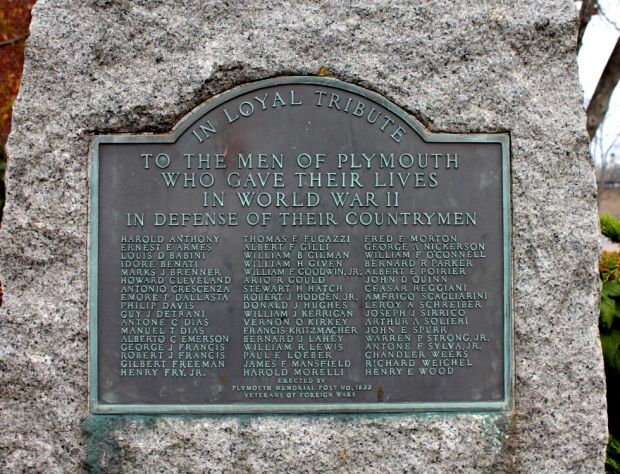 IN LOYAL TRIBUTE
TO THE MEN OF PLYMOUTH
WHO GAVE THEIR LIVES
IN WORLD WAR II
IN DEFENSE OF THEIR COUNTRYMEN
HAROLD ANTHONY THOMAS E FUGAZZI FRED E MORTON
ERNEST E ARMES ALBERT F GILLI GEORGE A NICKERSON
LOUIS D BABINI WILLIAM B GILMAN WILLIAM F O'CONNELL
IDORE BENATI WILLIAM H GIVEN BERNARD R PARKER
MARKS J BRENNER WILLIAM F GOODWIN, JR. ALBERT E POIRIER
HOWARD CLEVELAND ARIO R GOULD JOHN D QUINN
ANTONIO CRESCENZA STEWART H HATCH CEASAR REGGIANI
EMORE P DALLASTA ROBERT J HODGEN, JR. AMERIGO SCAGLIARINI
PHILIP DAVIS DONALD J HUGHES LEROY A SCHREIBER
GUY J DETRANI WILLIAM J KERRIGAN JOSEPH J SIRRICO
ANTONE C DIAS VERNON O KIRKEY ARTHUR A SOLIERI
MANUEL T DIAS FRANCIS KRITZMACHER JOHN E SPURR
ALBERTO C EMERSON BERNARD J LAHEY WARREN P STRONG, JR.
GEORGE J FRANCIS WILLIAM R LEWIS ANTONE F SYLVA, JR.
ROBERT J FRANCIS PAUL E LOEBER CHANDLER WEEKS
GILBERT FREEMAN JAMES F MANSFIELD RICHARD WEICHEL
HENRY FRY, JR. HAROLD MORELLI HENRY E WOOD
ERECTED BY
PLYMOUTH MEMORIAL POST NO. 1822
VETERANS OF FOREIGN WARS